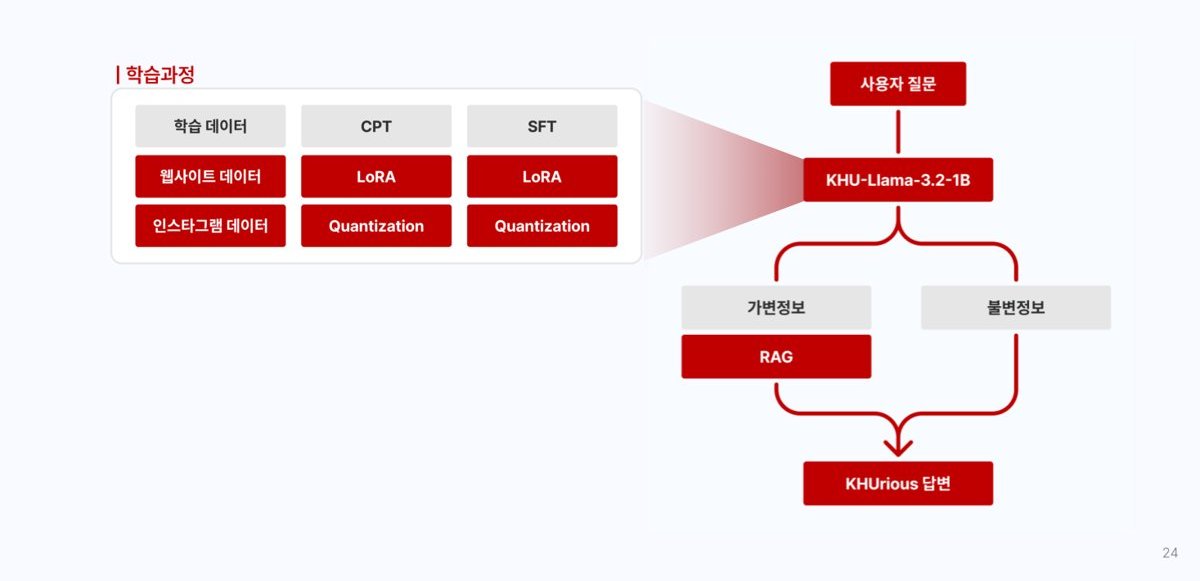 학습과정
학습 데이터 CPT SFT
웹사이트 데이터 LoRA LoRA
인스타그램 데이터 Quantization Quantization
사용자 질문
KHU-Llama-3.2-1B
가변정보 불변정보
RAG
KHUrious 답변
24